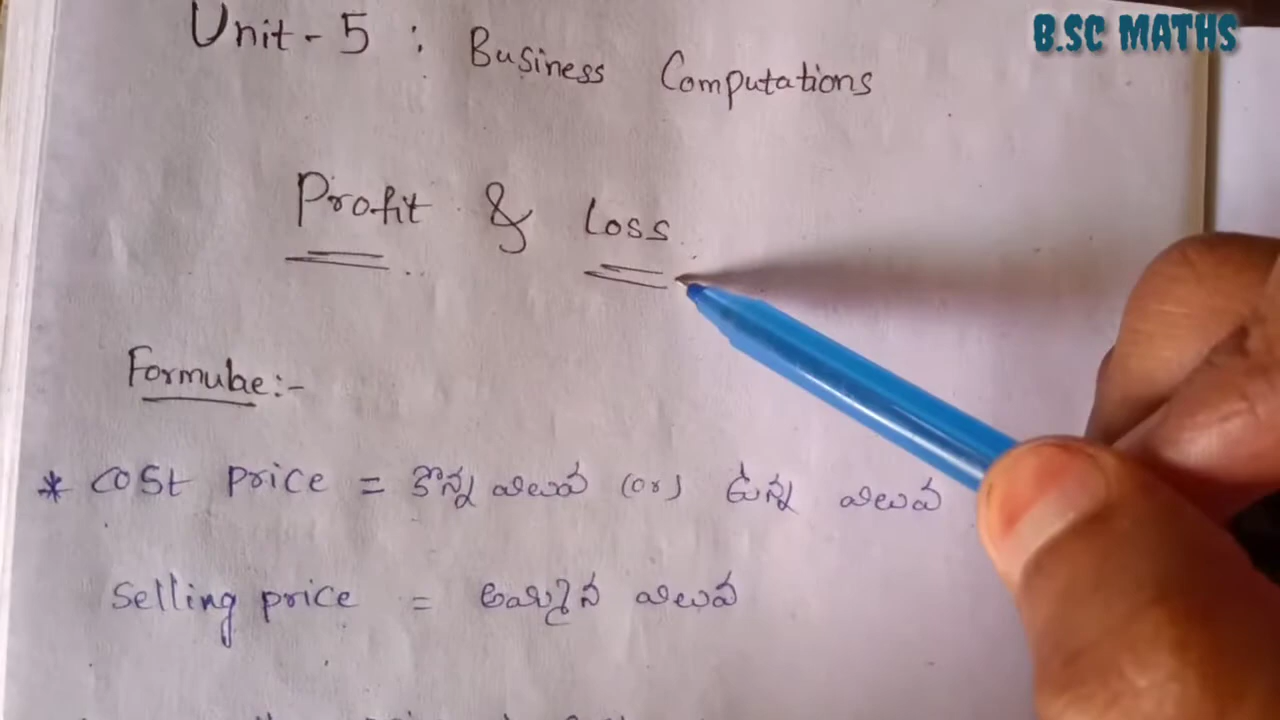 B.SC MATHS
Unit - 5 : Business Computations
Profit & Loss
Formulae :-
* Cost price = కొన్న విలువ (or) ఉన్న విలువ
Selling price = అమ్మిన విలువ